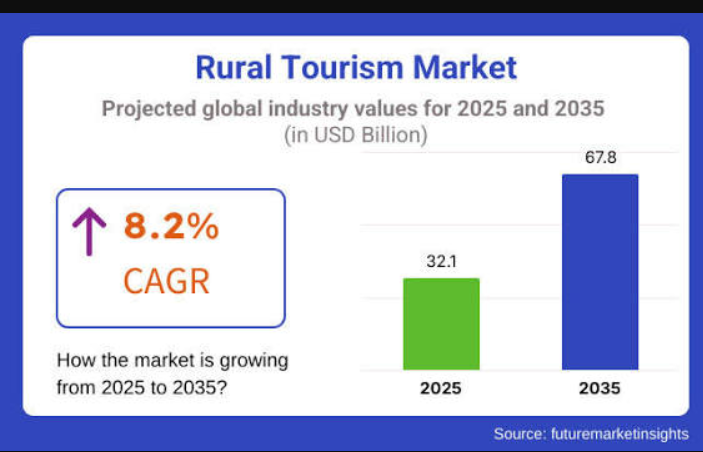 Rural Tourism Market
Projected global industry values for 2025 and 2035
(in USD Billion)
8.2%
CAGR
How the market is growing
from 2025 to 2035?
67.8
32.1
2025
2035
Source: futuremarketinsights